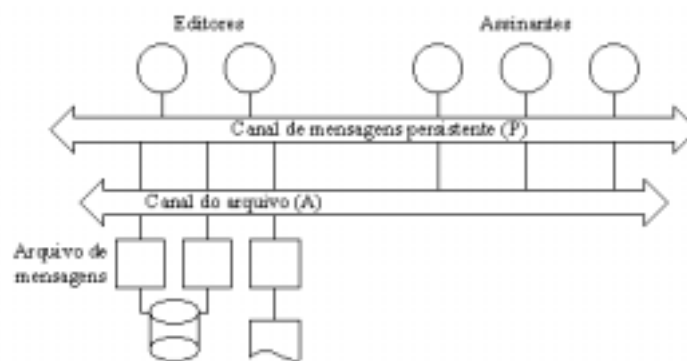 Editores
Assinantes
Canal de mensagens persistente (P)
Canal do arquivo (A)
Arquivo de
mensagens